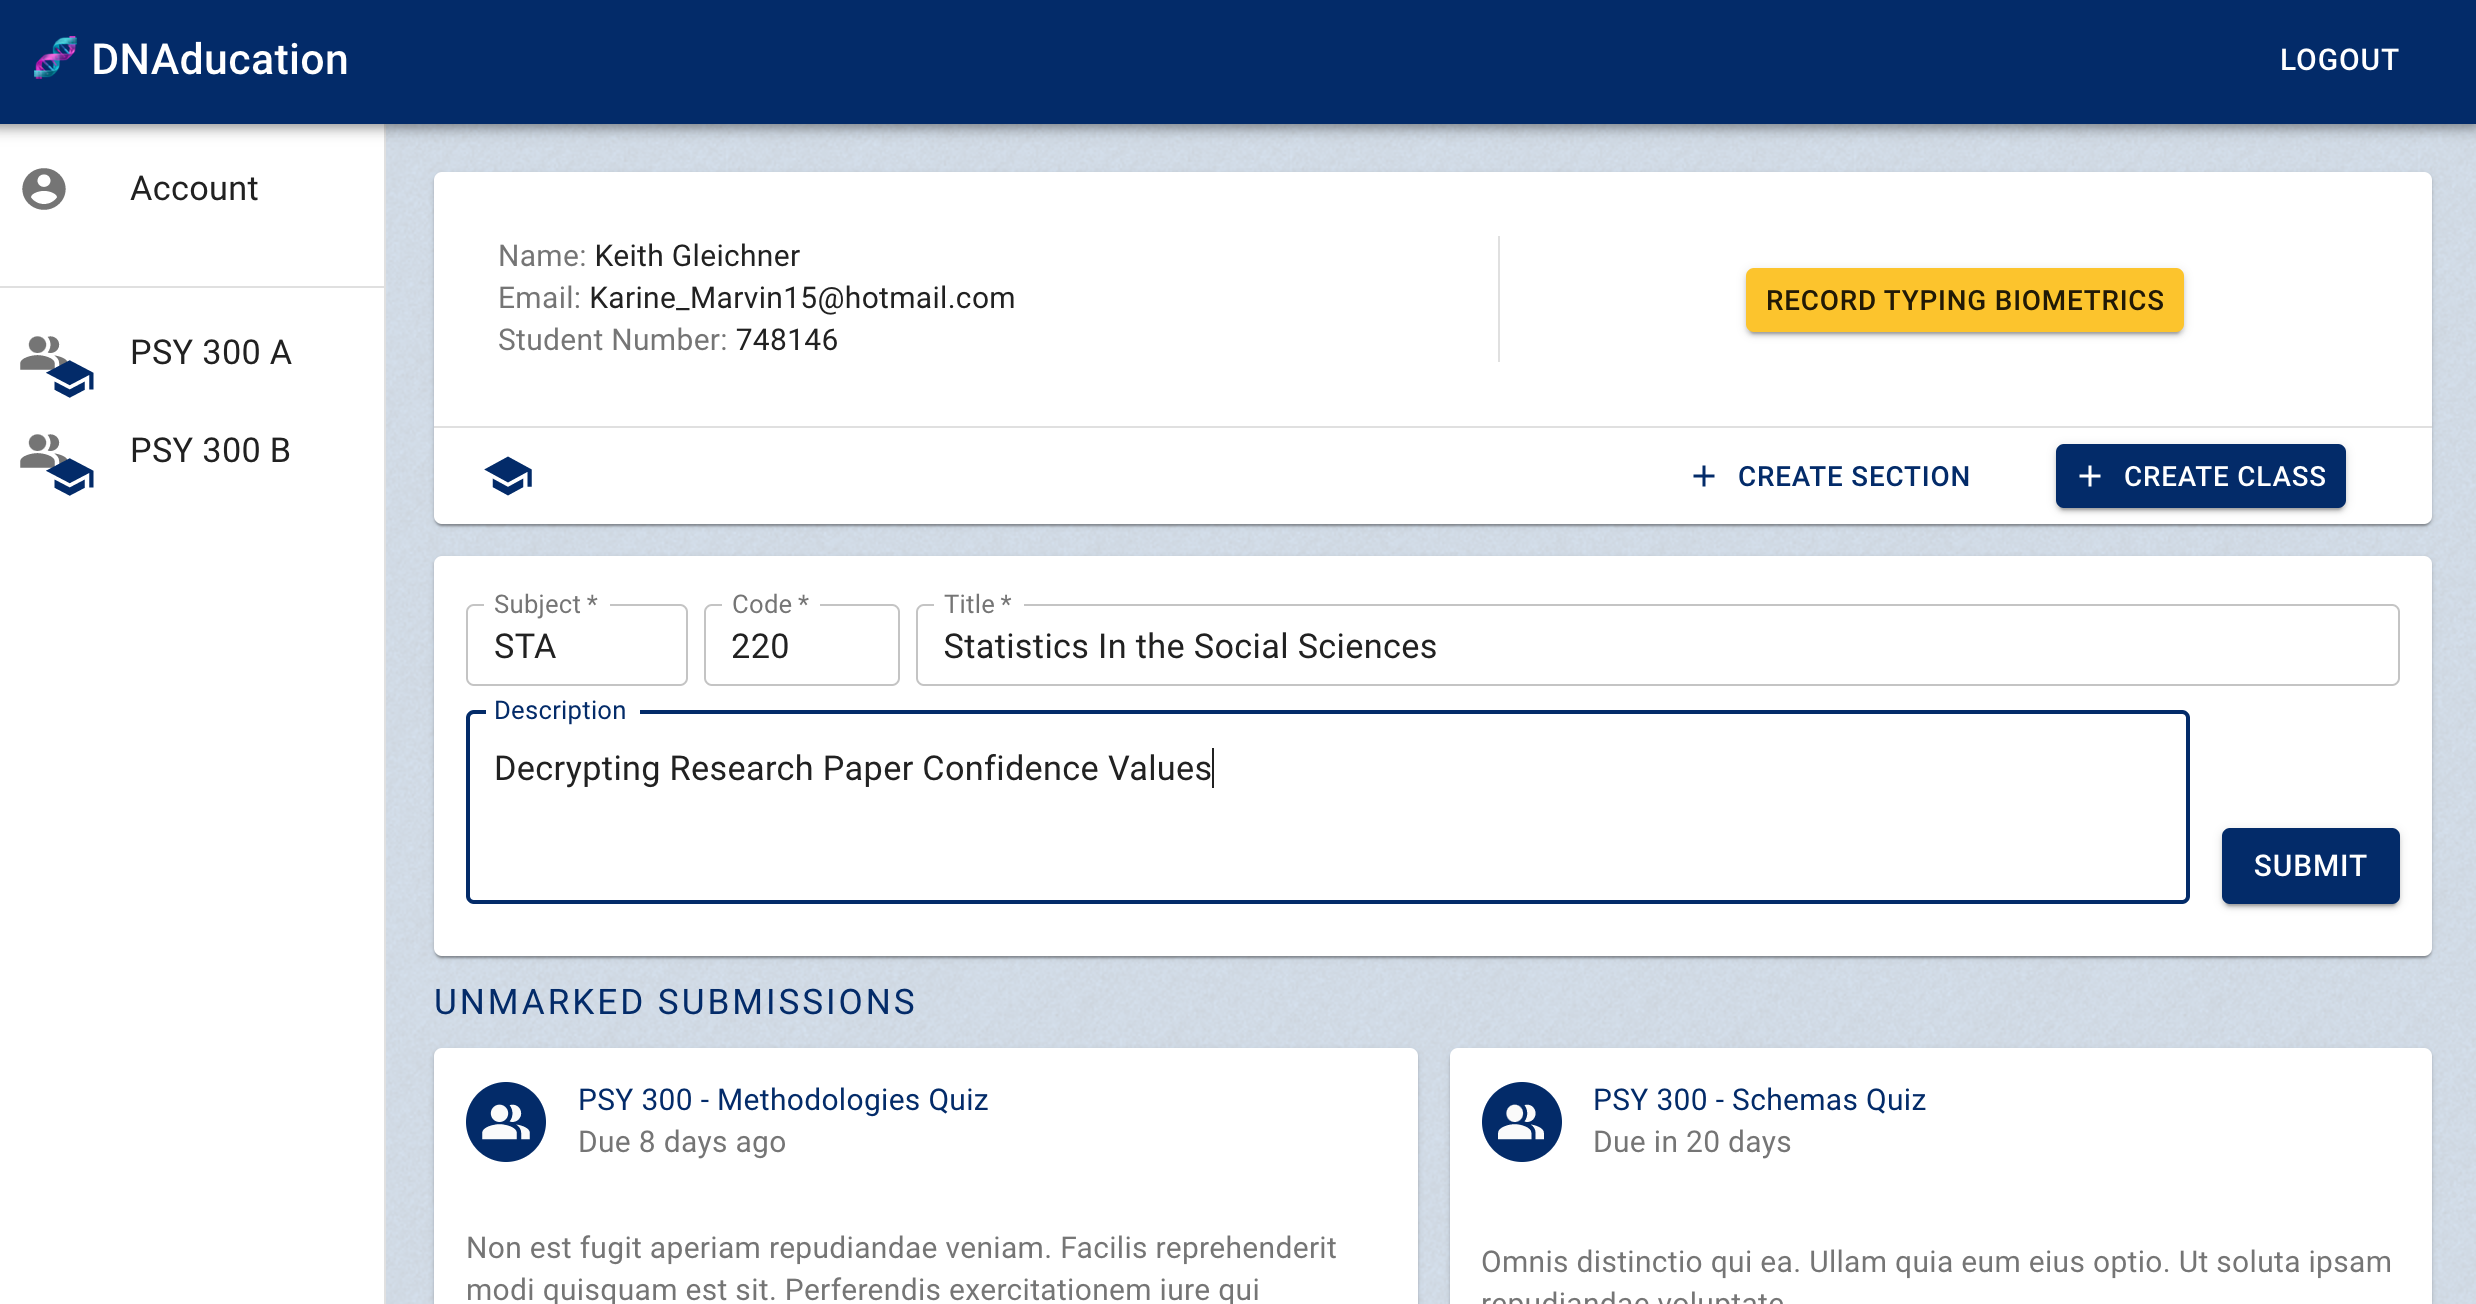 DNAducation
LOGOUT
Account
PSY 300 A
PSY 300 B
Name: Keith Gleichner
Email: Karine_Marvin15@hotmail.com
Student Number: 748146
RECORD TYPING BIOMETRICS
+ CREATE SECTION
+ CREATE CLASS
Subject *
STA
Code *
220
Title *
Statistics In the Social Sciences
Description
Decrypting Research Paper Confidence Values
SUBMIT
UNMARKED SUBMISSIONS
PSY 300 - Methodologies Quiz
Due 8 days ago
Non est fugit aperiam repudiandae veniam. Facilis reprehenderit
modi quisquam est sit. Perferendis exercitationem iure qui
PSY 300 - Schemas Quiz
Due in 20 days
Omnis distinctio qui ea. Ullam quia eum eius optio. Ut soluta ipsam
repudiandae voluptate